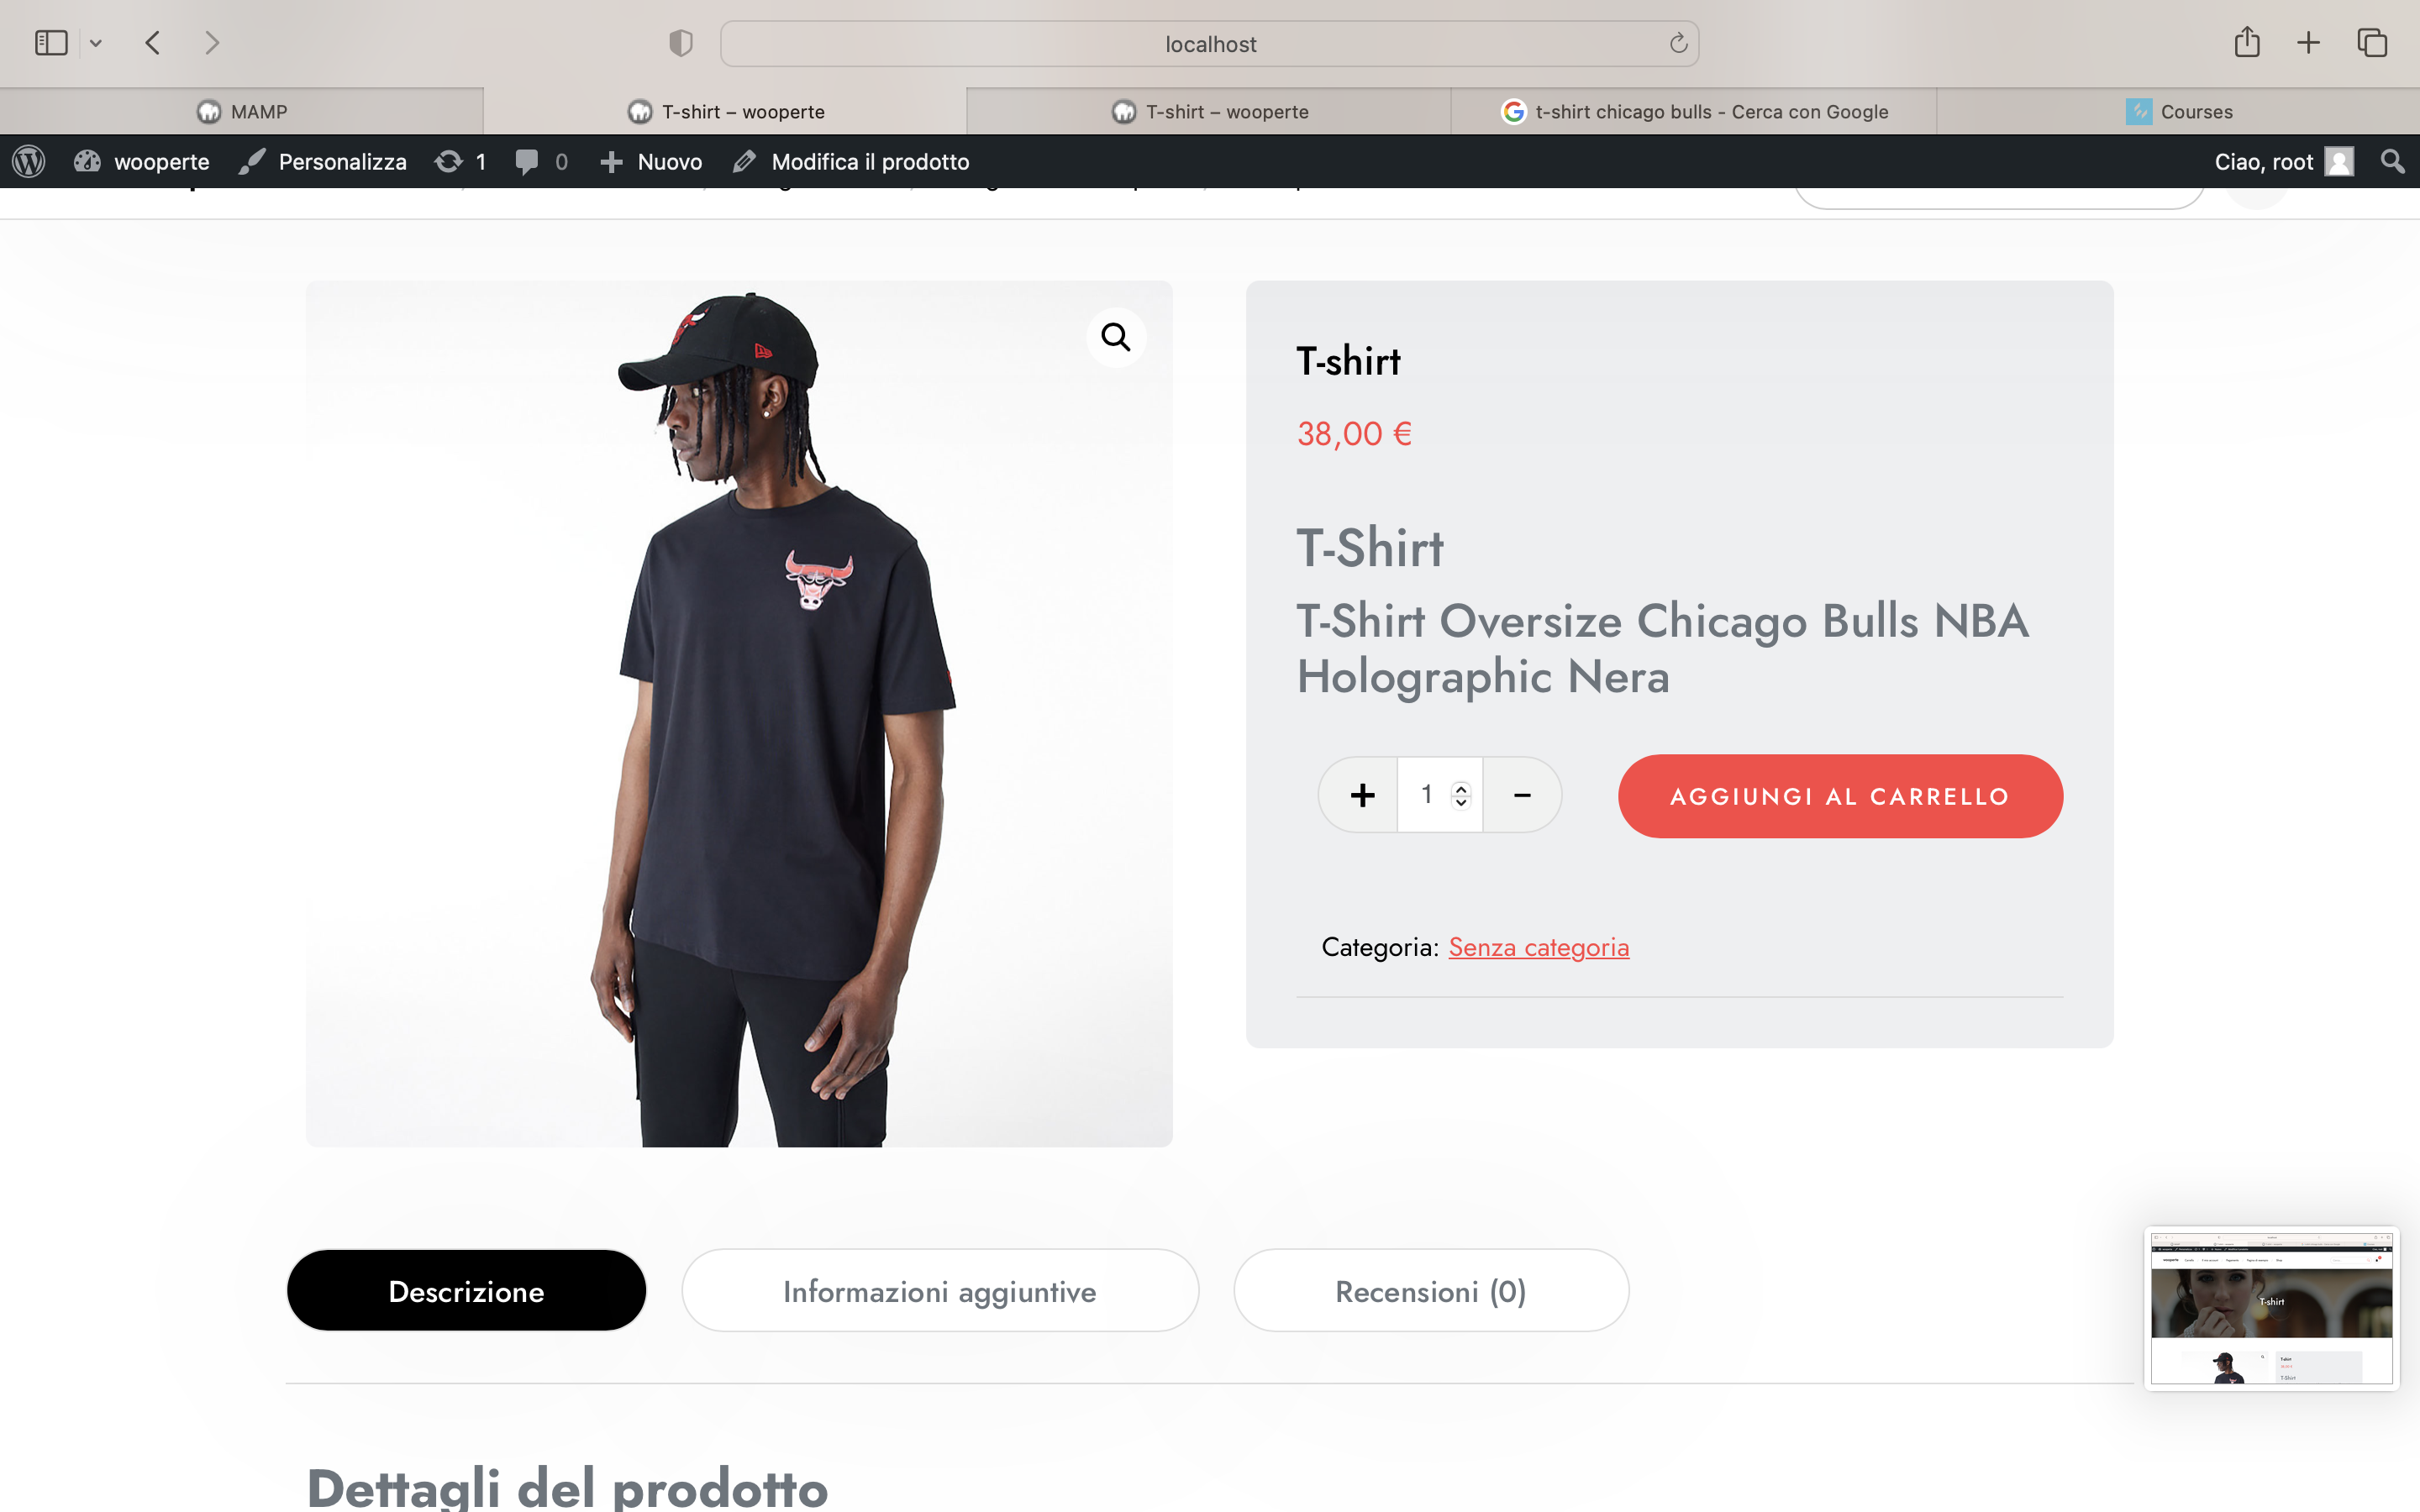 localhost
MAMP
T-shirt – wooperte
T-shirt – wooperte
t-shirt chicago bulls - Cerca con Google
Courses
wooperte
Personalizza
1
0
Nuovo
Modifica il prodotto
Ciao, root
T-shirt
38,00 €
T-Shirt
T-Shirt Oversize Chicago Bulls NBA
Holographic Nera
1
AGGIUNGI AL CARRELLO
Categoria: Senza categoria
Descrizione
Informazioni aggiuntive
Recensioni (0)
T-shirt
Dettagli del prodotto